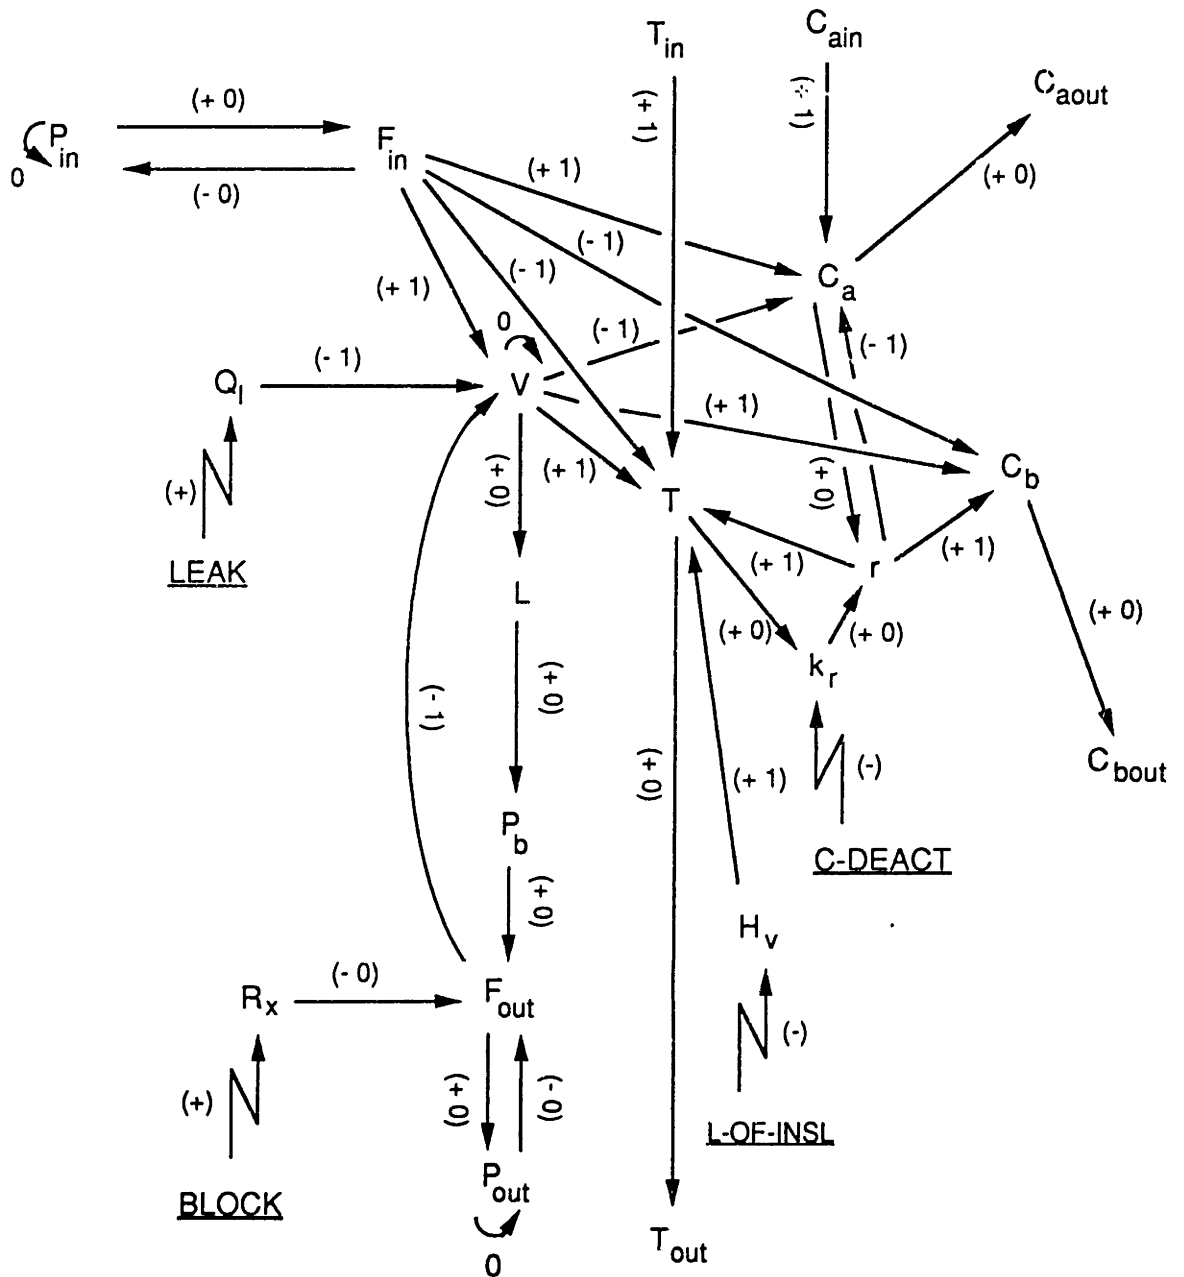 T_in
C_ain
C_aout
(+ 1)
(+ 1)
(+ 0)
P_in
0
F_in
(- 0)
(+ 1)
(+ 0)
(- 1)
(- 1)
C_a
(+ 1)
0
(- 1)
(- 1)
(- 1)
Q_l
V
(+ 1)
(+ 0)
(+ 1)
(+ 0)
C_b
(+)
T
LEAK
(+ 1)
r
(+ 1)
L
(+ 0)
(+ 0)
(+ 0)
k_r
(+ 0)
(- 1)
(+ 0)
(+ 1)
(-)
C_bout
P_b
C-DEACT
(+ 0)
H_v
R_x
(- 0)
F_out
(-)
(+)
(+ 0)
(- 0)
L-OF-INSL
BLOCK
P_out
0
T_out